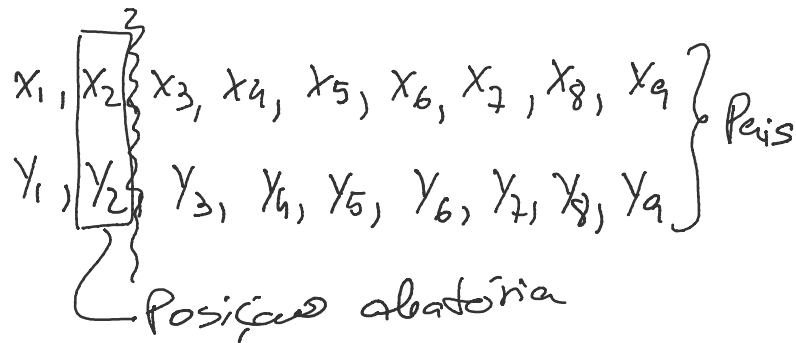 x₁, x₂ x₃, x₄, x₅, x₆, x₇, x₈, x₉ Pais
y₁, y₂ y₃, y₄, y₅, y₆, y₇, y₈, y₉
Posição aleatória